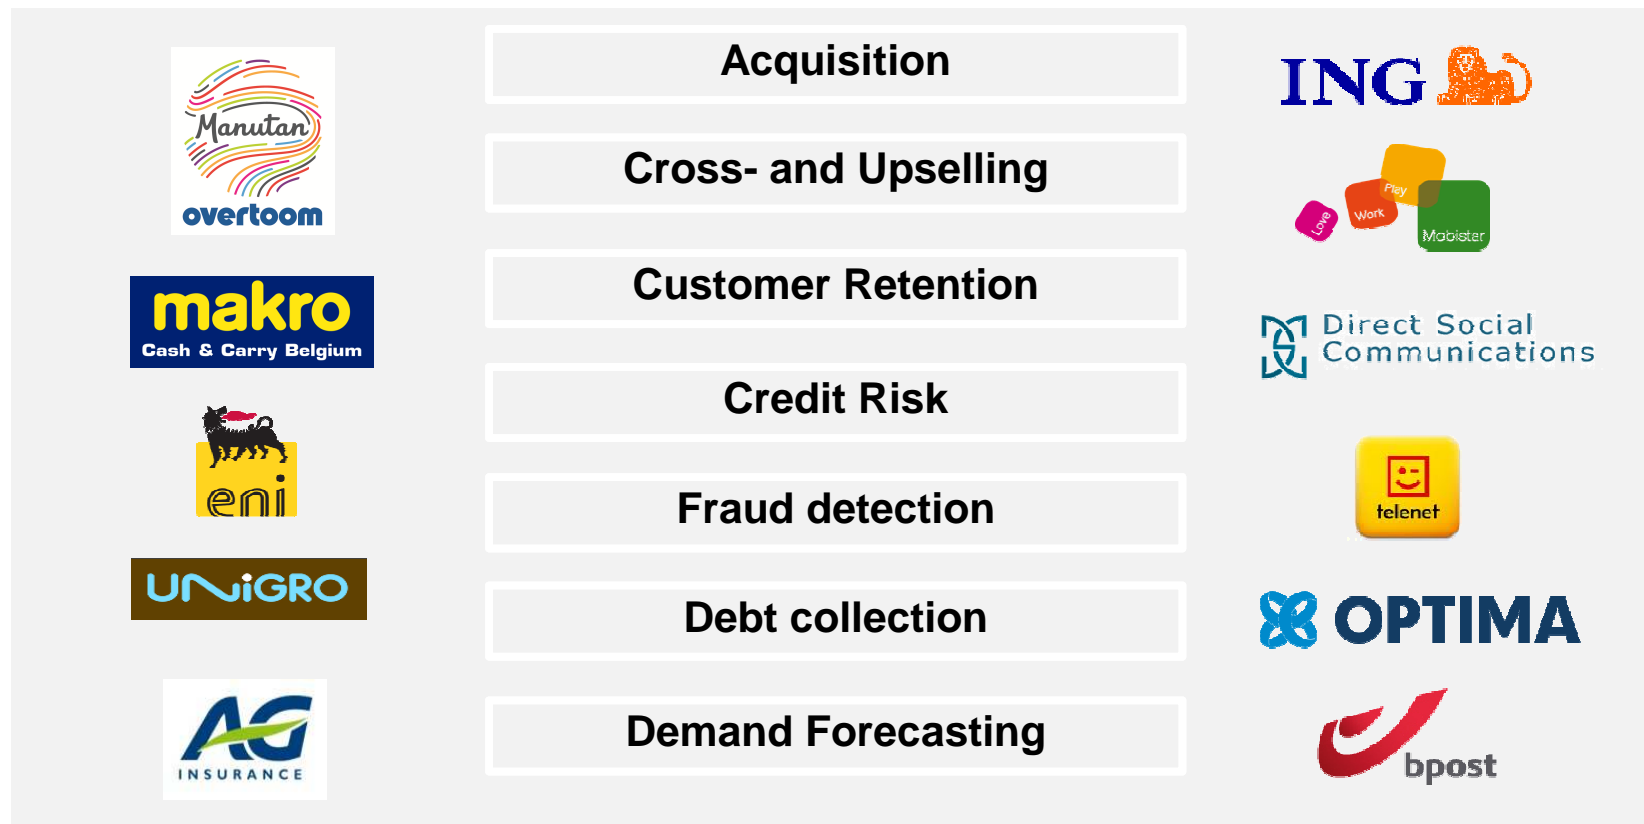 Manutan
overtoom
makro
Cash & Carry Belgium
eni
UNiGRO
AG
INSURANCE
Acquisition
Cross- and Upselling
Customer Retention
Credit Risk
Fraud detection
Debt collection
Demand Forecasting
ING
Love
Work
Play
Mobistar
Direct Social
Communications
telenet
OPTIMA
bpost